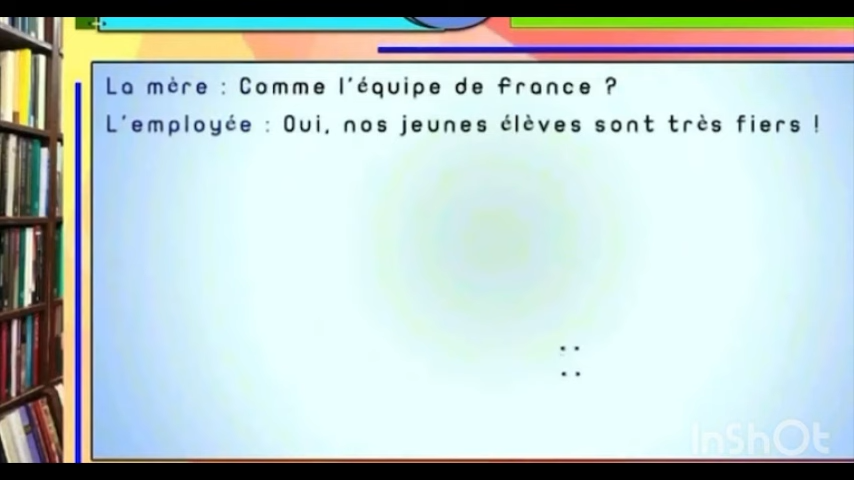 La mère : Comme l'équipe de france ?
L'employée : Oui, nos jeunes élèves sont très fiers !
InShOt